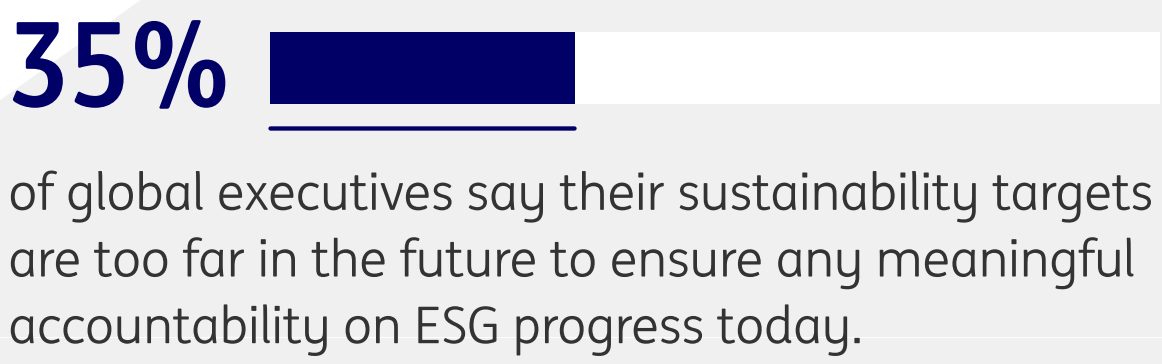 35%
of global executives say their sustainability targets
are too far in the future to ensure any meaningful
accountability on ESG progress today.